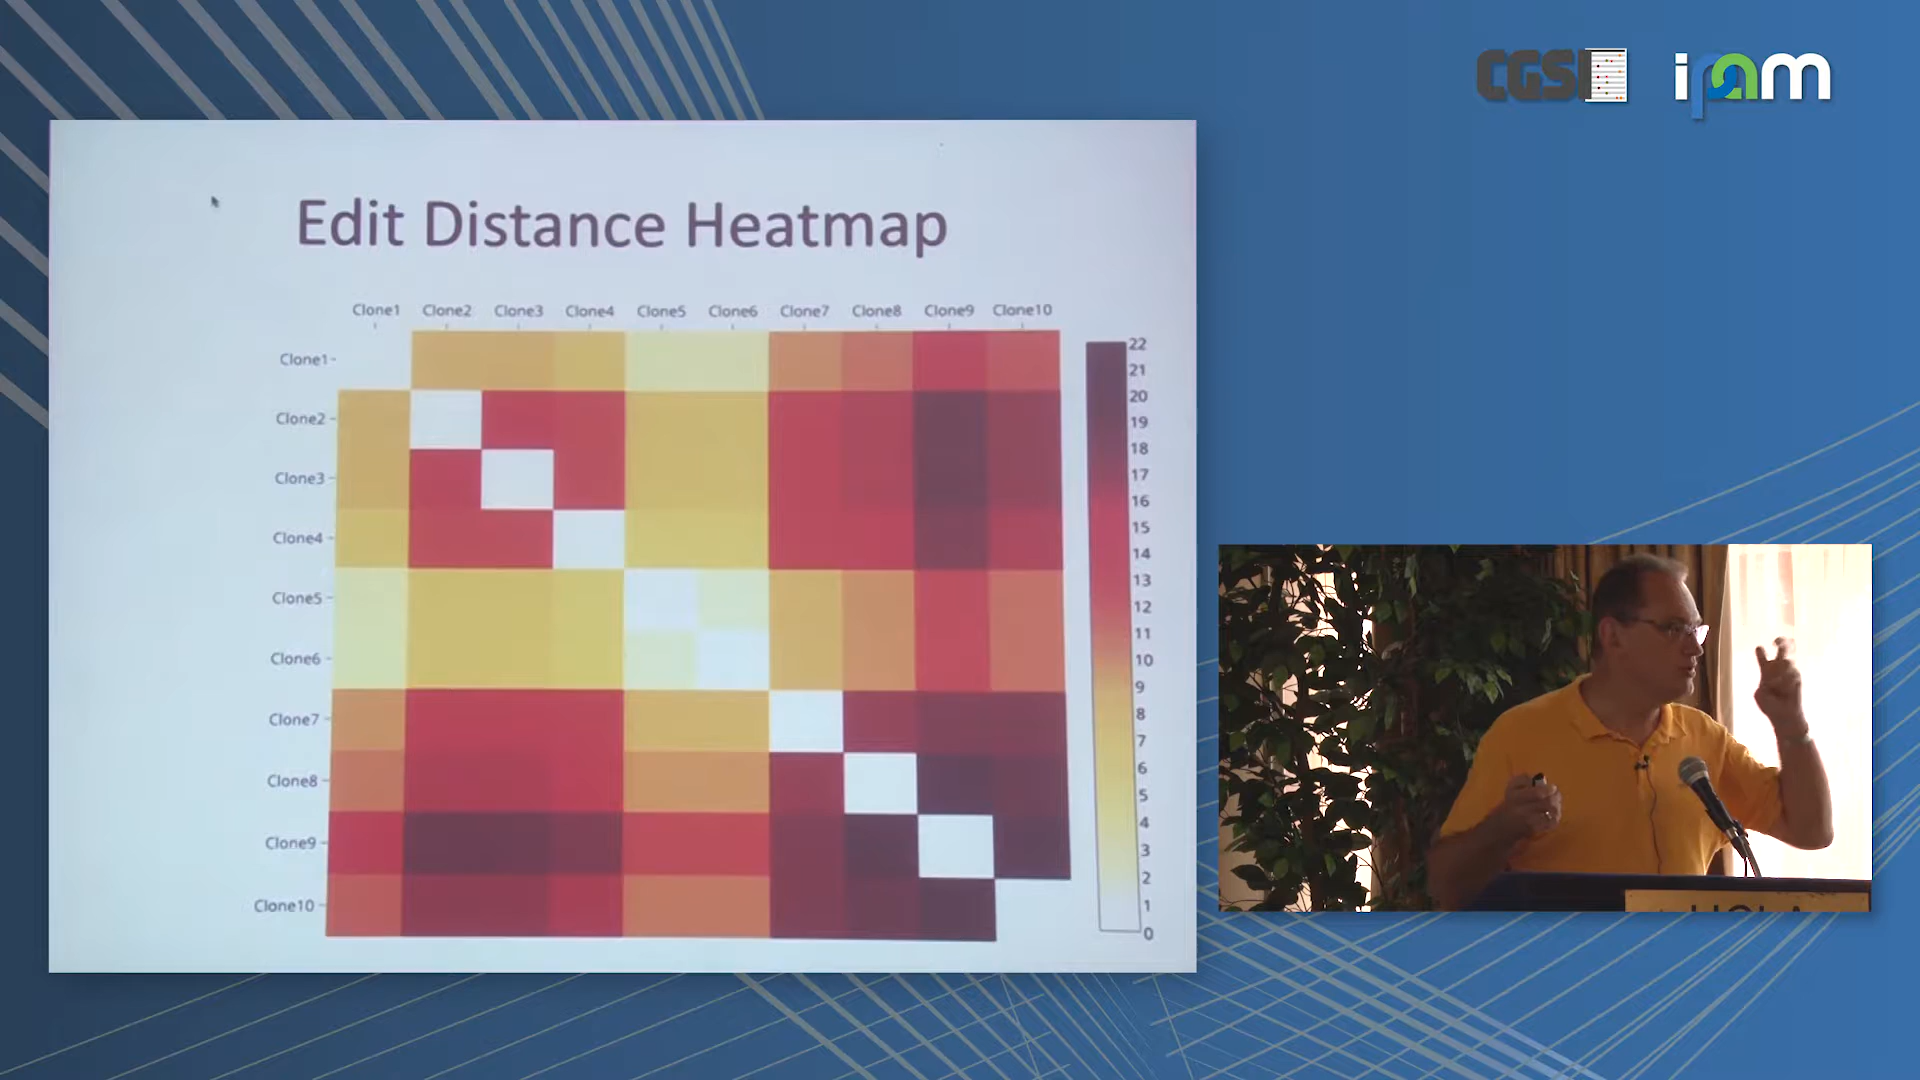 CGSI
ipam
Edit Distance Heatmap
Clone1 Clone2 Clone3 Clone4 Clone5 Clone6 Clone7 Clone8 Clone9 Clone10
Clone1
Clone2
Clone3
Clone4
Clone5
Clone6
Clone7
Clone8
Clone9
Clone10
22
21
20
19
18
17
16
15
14
13
12
11
10
9
8
7
6
5
4
3
2
1
0
UCLA